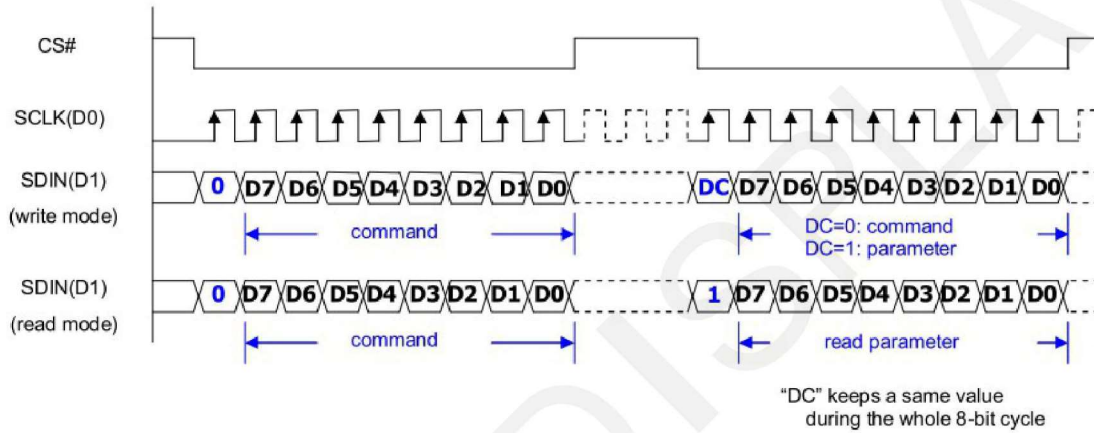 CS#
SCLK(D0)
SDIN(D1) 0 D7 D6 D5 D4 D3 D2 D1 D0 DC D7 D6 D5 D4 D3 D2 D1 D0
(write mode)
command
DC=0: command
DC=1: parameter
SDIN(D1) 0 D7 D6 D5 D4 D3 D2 D1 D0 1 D7 D6 D5 D4 D3 D2 D1 D0
(read mode)
command
read parameter
"DC" keeps a same value
during the whole 8-bit cycle
DISPLA